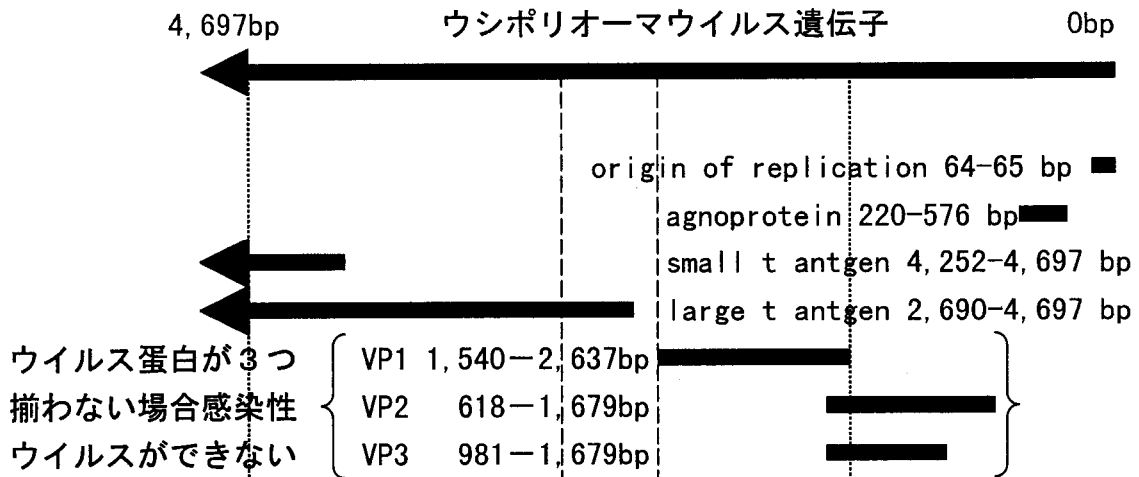 4,697bp ウシポリオーマウイルス遺伝子 0bp
origin of replication 64-65 bp
agnoprotein 220-576 bp
small t antgen 4,252-4,697 bp
large t antgen 2,690-4,697 bp
ウイルス蛋白が3つ VP1 1,540-2,637bp
揃わない場合感染性 VP2 618-1,679bp
ウイルスができない VP3 981-1,679bp